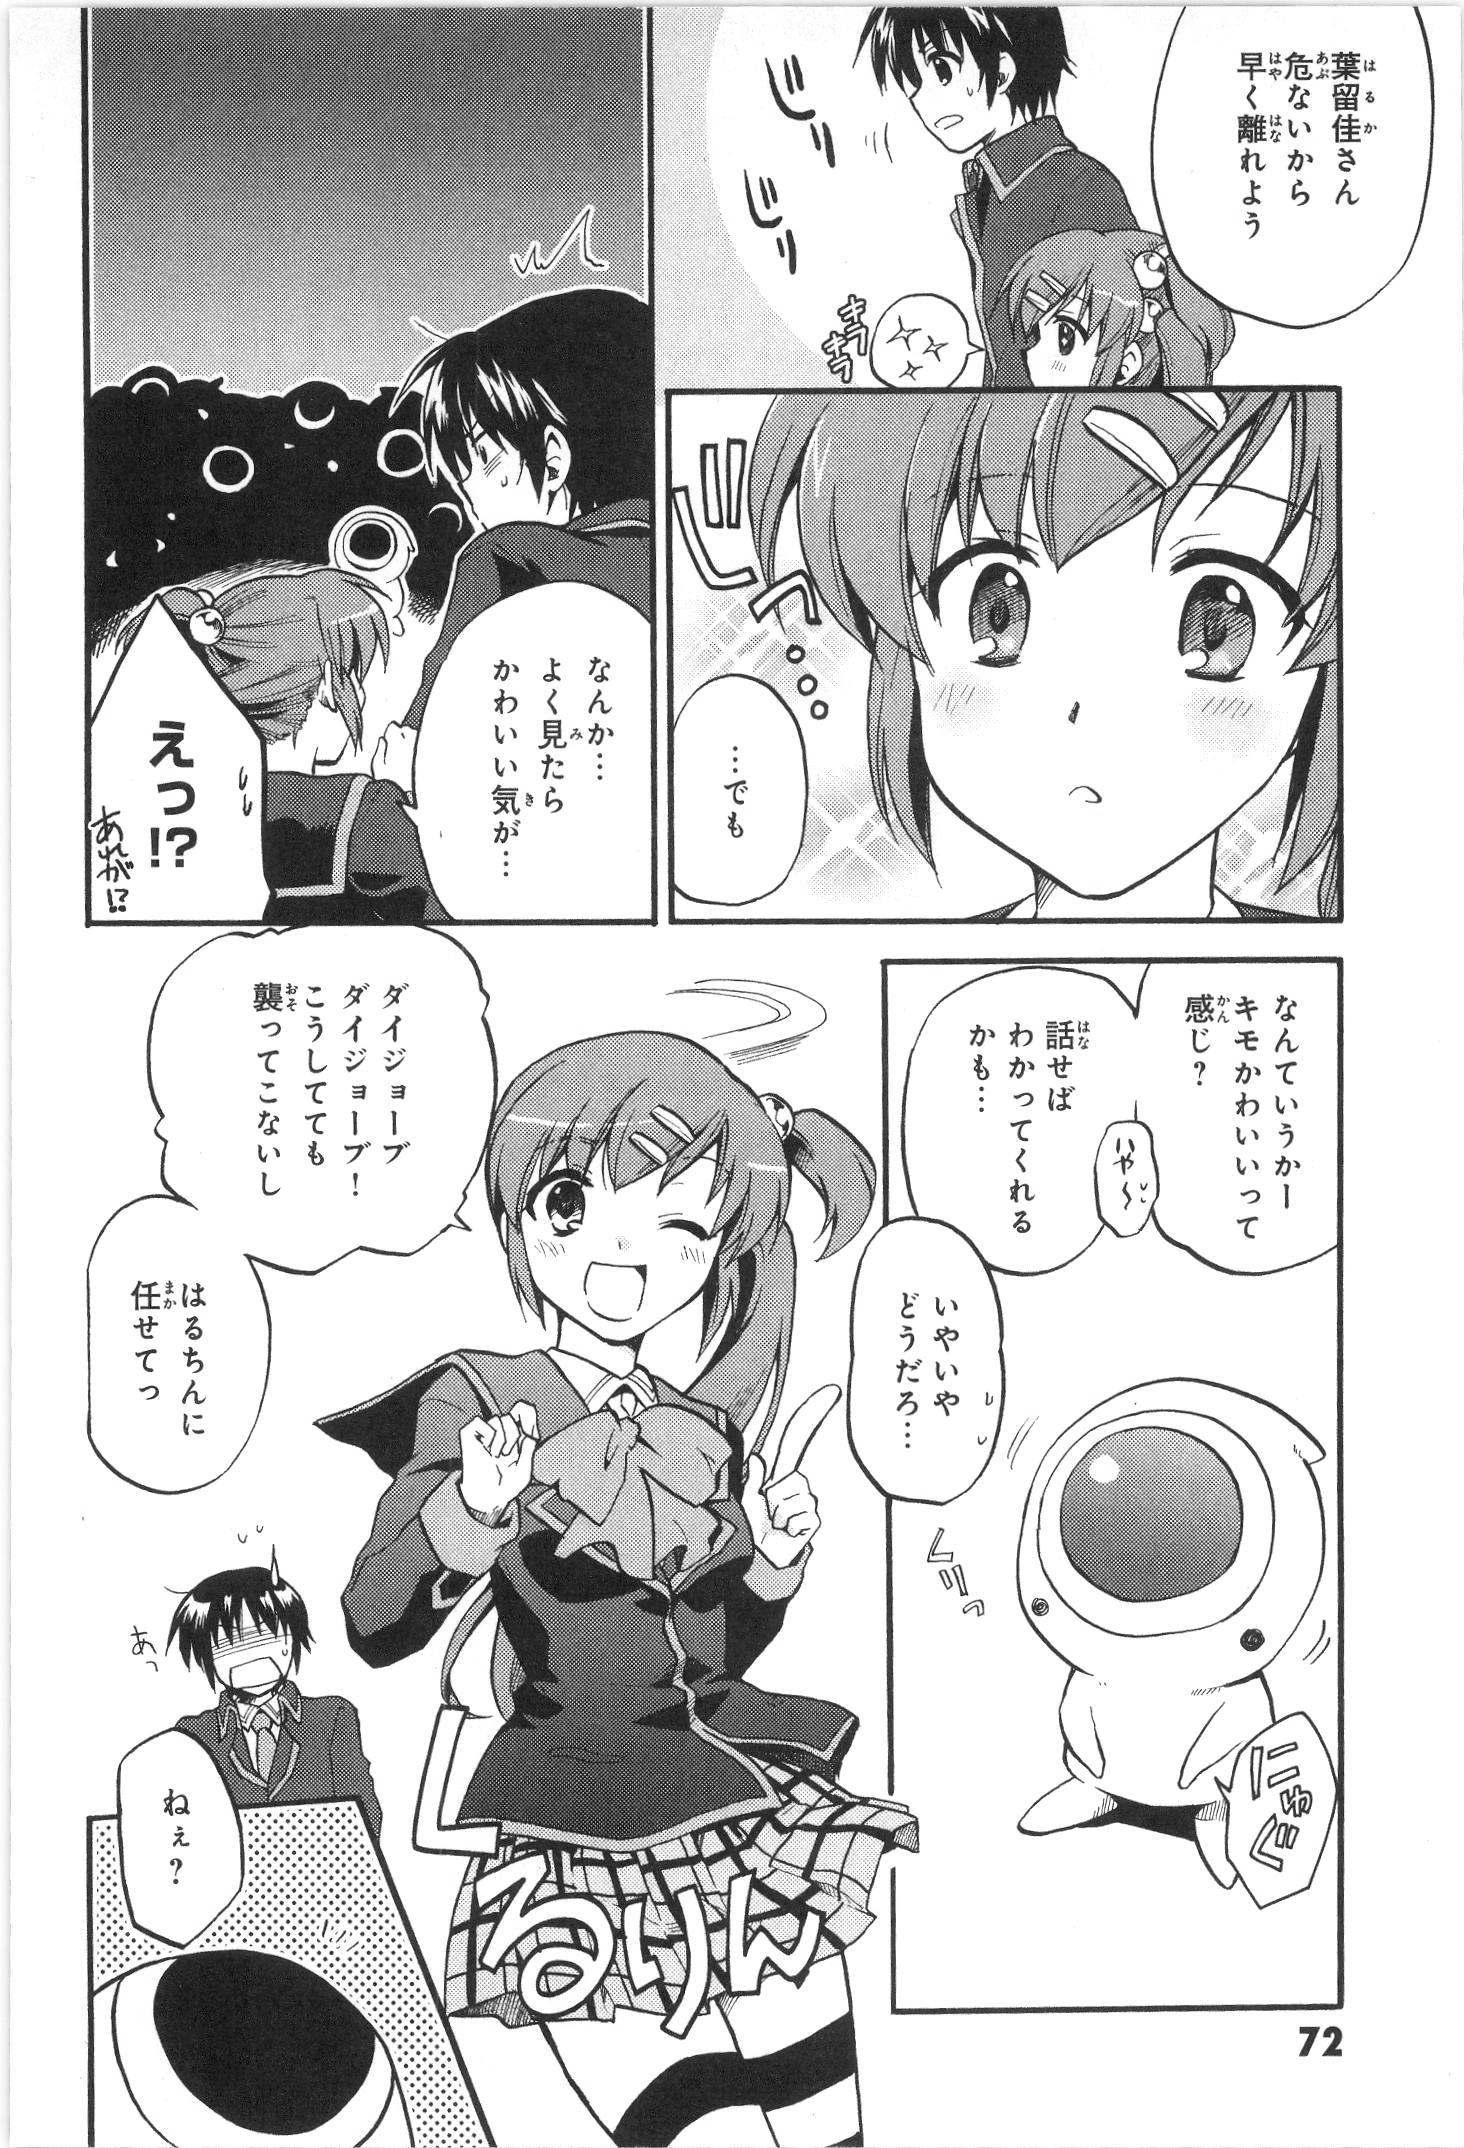 葉留佳さん
危ないから
早く離れよう
じりじり
キラキラ
ジ〜っ…
…でも
なんか…
よく見たら
かわいい気が…
えっ!?
あれが!?
なんていうかー
キモかわいいって
感じ?
話せば
わかってくれる
かも…
いや〜
いやいや
どうだろ…
くりっ
にゅぐ
ダイジョーブ
ダイジョーブ!
こうしてても
襲ってこないし
はるちんに
任せてっ
くるりん
あっ
ねぇ?
72